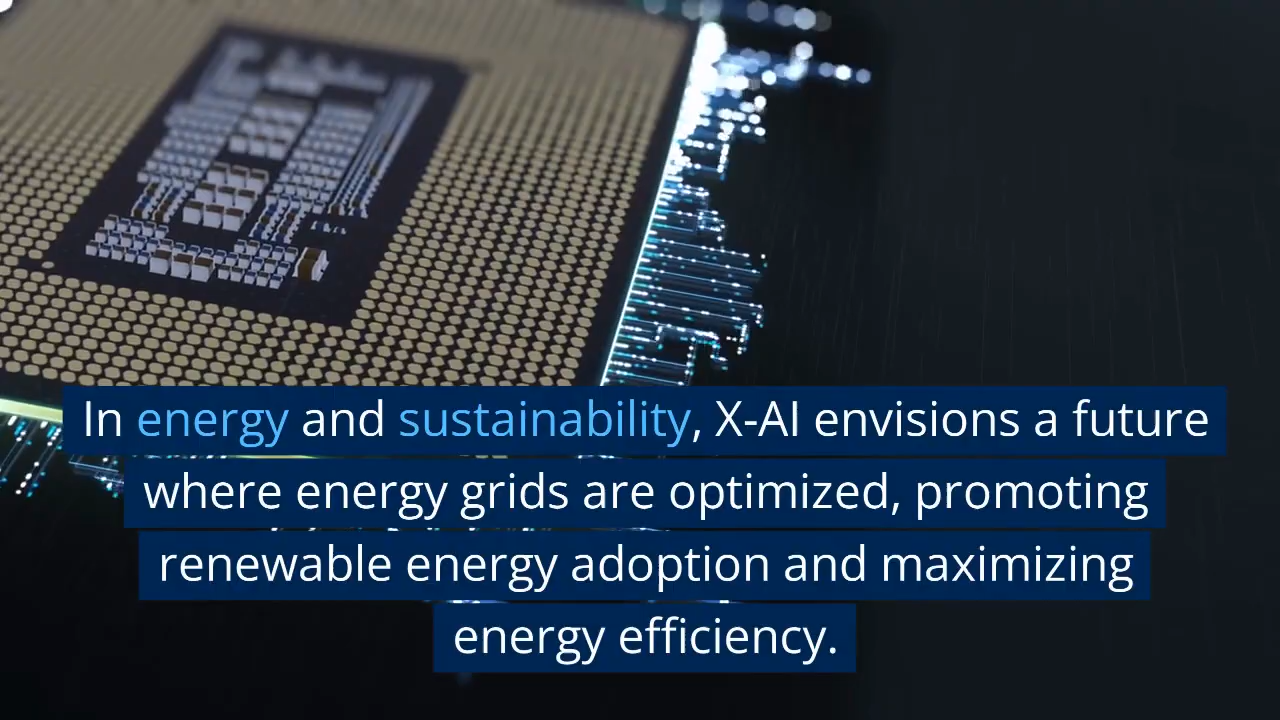 In energy and sustainability, X-AI envisions a future
where energy grids are optimized, promoting
renewable energy adoption and maximizing
energy efficiency.